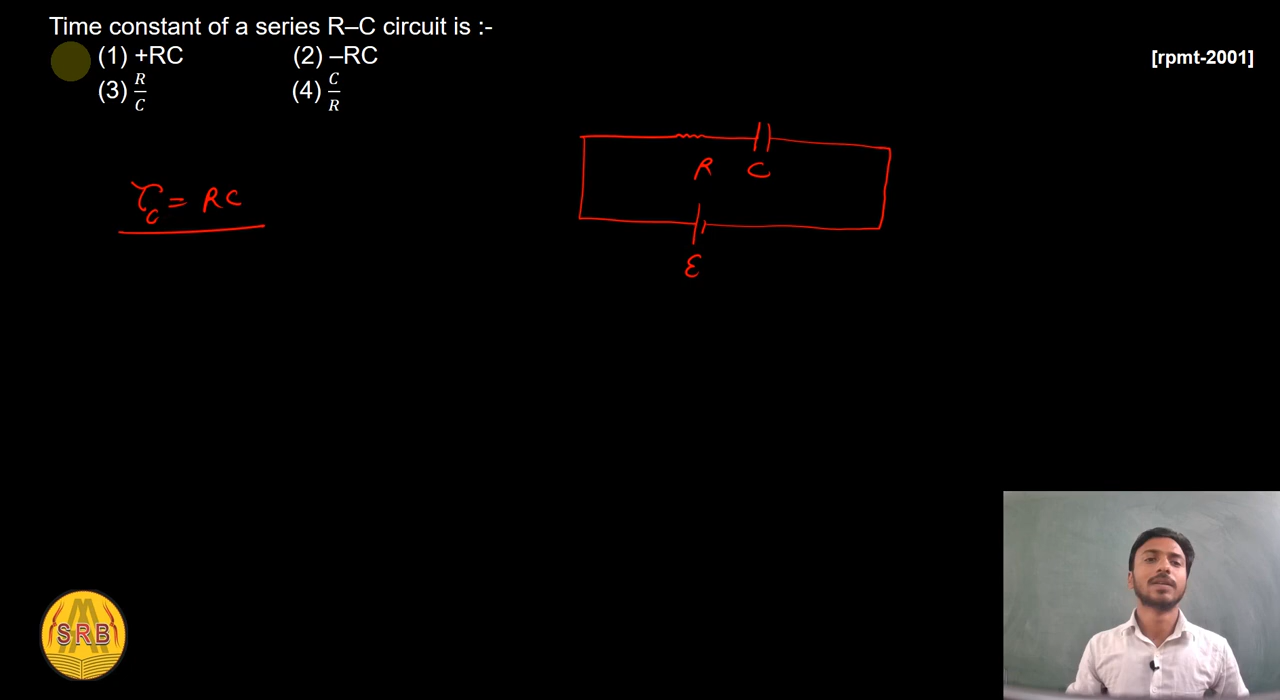 Time constant of a series R–C circuit is :-
(1) +RC (2) –RC [rpmt-2001]
(3) R/C (4) C/R
R C
τc = RC
ε
SRB